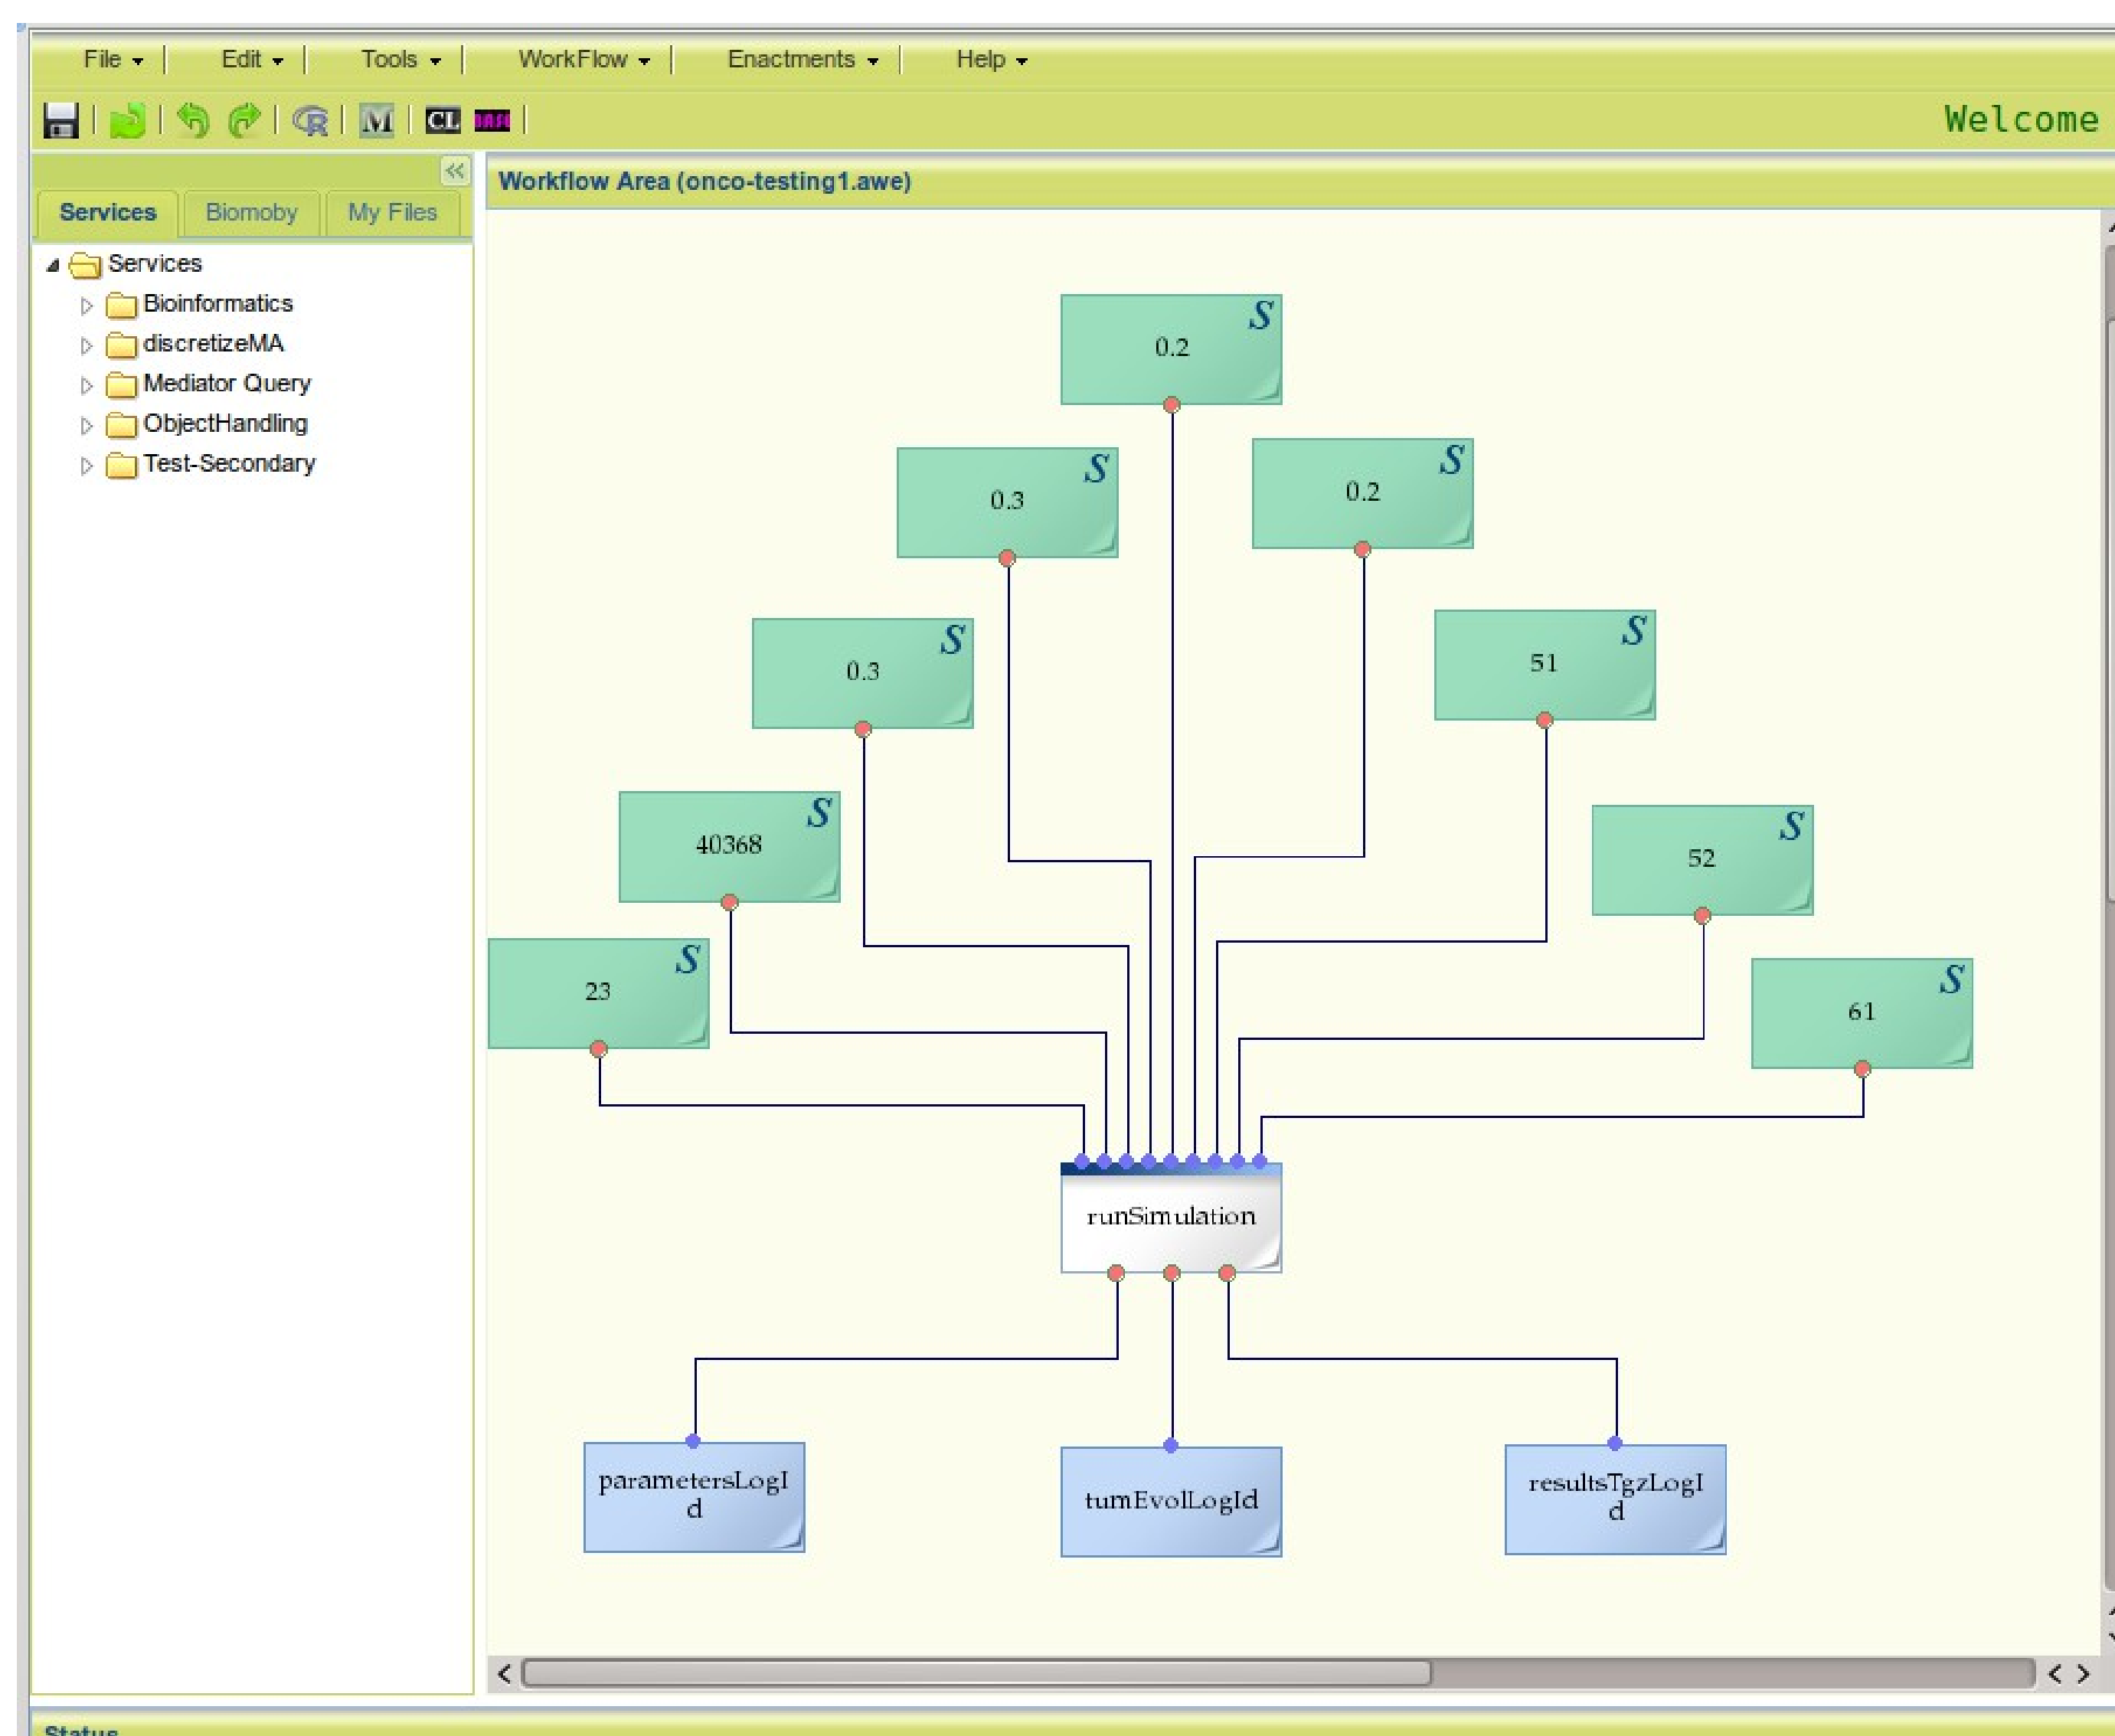 File Edit Tools WorkFlow Enactments Help
M CL BASE
Welcome
Workflow Area (onco-testing1.awe)
Services Biomoby My Files
Services
Bioinformatics
discretizeMA
Mediator Query
ObjectHandling
Test-Secondary
S
0.2
S
0.3
S
0.2
S
0.3
S
51
S
40368
S
52
S
23
S
61
runSimulation
parametersLogI
d
tumEvolLogId
resultsTgzLogI
d
Status